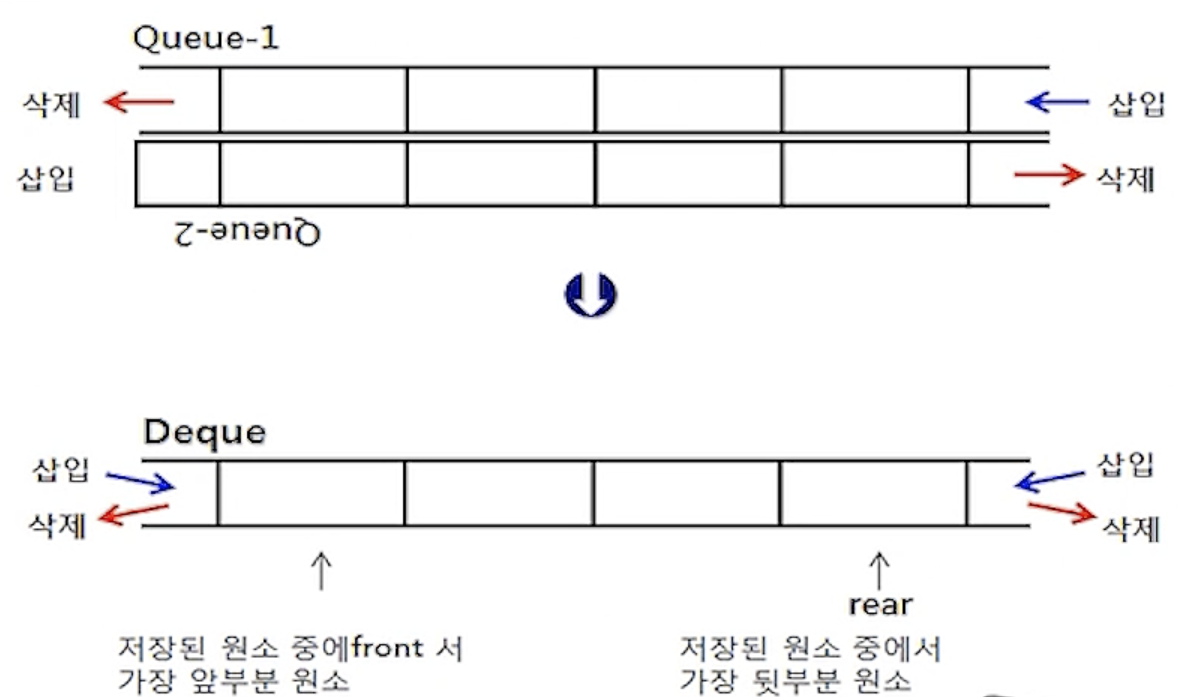 Queue-1
삭제
삽입
삽입
삭제
Queue-2
Deque
삽입
삽입
삭제
삭제
rear
저장된 원소 중에front 서
가장 앞부분 원소
저장된 원소 중에서
가장 뒷부분 원소